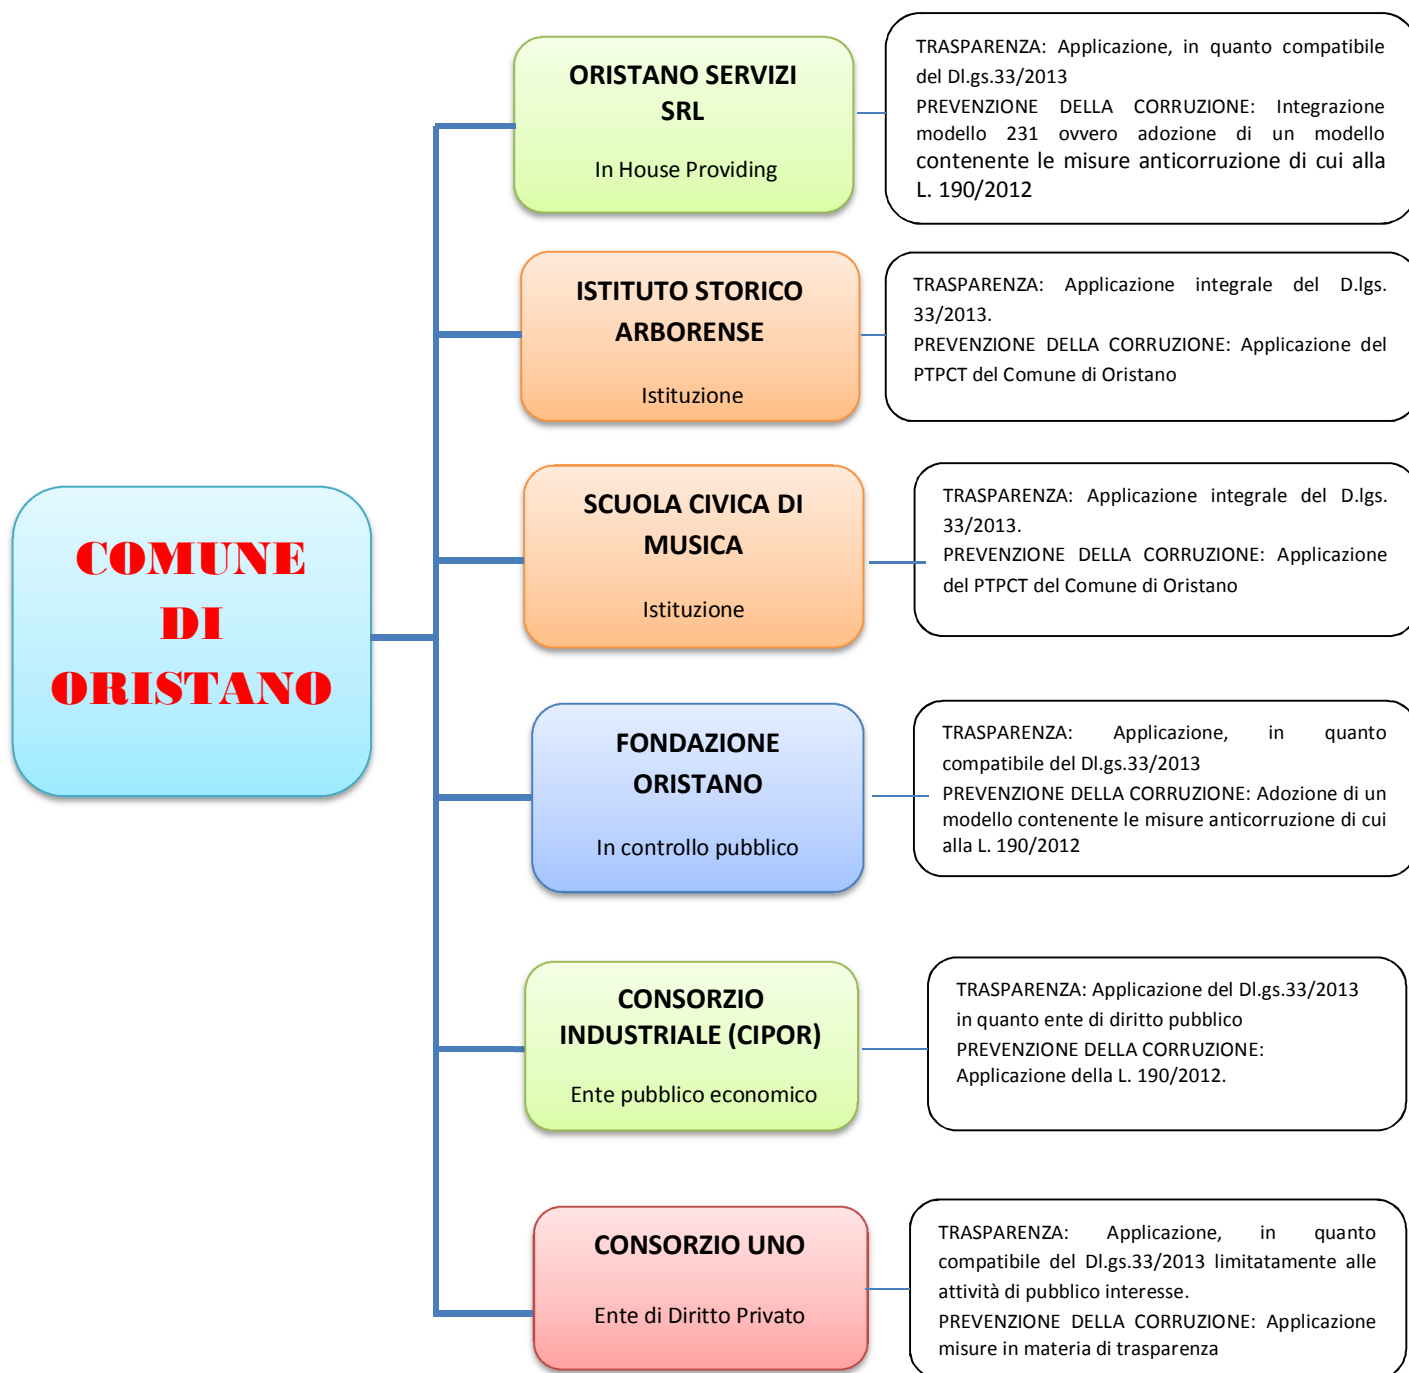 ORISTANO SERVIZI
SRL
In House Providing
TRASPARENZA: Applicazione, in quanto compatibile
del Dl.gs.33/2013
PREVENZIONE DELLA CORRUZIONE: Integrazione
modello 231 ovvero adozione di un modello
contenente le misure anticorruzione di cui alla
L. 190/2012
ISTITUTO STORICO
ARBORENSE
Istituzione
TRASPARENZA: Applicazione integrale del D.lgs.
33/2013.
PREVENZIONE DELLA CORRUZIONE: Applicazione del
PTPCT del Comune di Oristano
SCUOLA CIVICA DI
MUSICA
Istituzione
TRASPARENZA: Applicazione integrale del D.lgs.
33/2013.
PREVENZIONE DELLA CORRUZIONE: Applicazione
del PTPCT del Comune di Oristano
COMUNE
DI
ORISTANO
FONDAZIONE
ORISTANO
In controllo pubblico
TRASPARENZA: Applicazione, in quanto
compatibile del Dl.gs.33/2013
PREVENZIONE DELLA CORRUZIONE: Adozione di un
modello contenente le misure anticorruzione di cui
alla L. 190/2012
CONSORZIO
INDUSTRIALE (CIPOR)
Ente pubblico economico
TRASPARENZA: Applicazione del Dl.gs.33/2013
in quanto ente di diritto pubblico
PREVENZIONE DELLA CORRUZIONE:
Applicazione della L. 190/2012.
CONSORZIO UNO
Ente di Diritto Privato
TRASPARENZA: Applicazione, in quanto
compatibile del Dl.gs.33/2013 limitatamente alle
attività di pubblico interesse.
PREVENZIONE DELLA CORRUZIONE: Applicazione
misure in materia di trasparenza